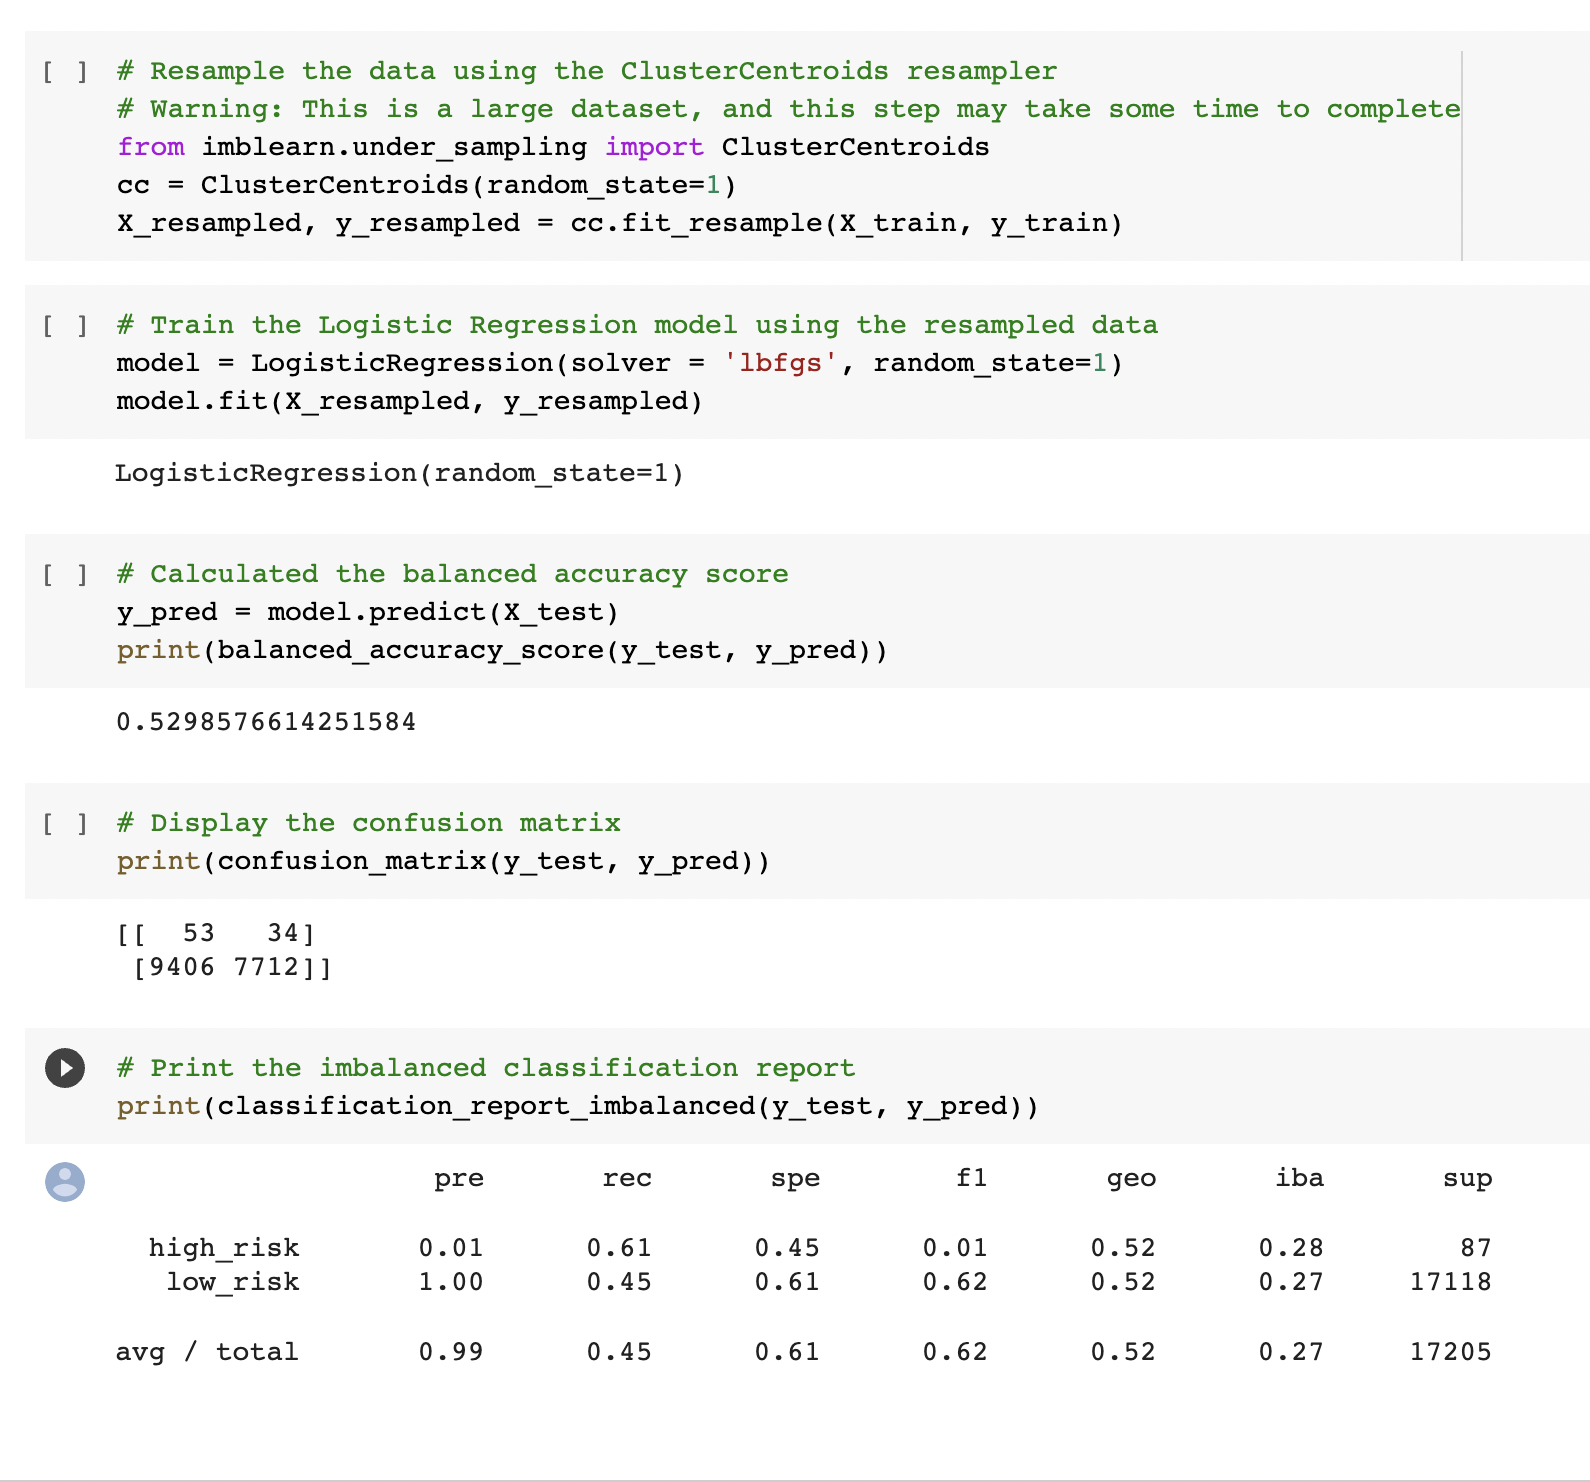 [ ] # Resample the data using the ClusterCentroids resampler
# Warning: This is a large dataset, and this step may take some time to complete
from imblearn.under_sampling import ClusterCentroids
cc = ClusterCentroids(random_state=1)
X_resampled, y_resampled = cc.fit_resample(X_train, y_train)
[ ] # Train the Logistic Regression model using the resampled data
model = LogisticRegression(solver = 'lbfgs', random_state=1)
model.fit(X_resampled, y_resampled)
LogisticRegression(random_state=1)
[ ] # Calculated the balanced accuracy score
y_pred = model.predict(X_test)
print(balanced_accuracy_score(y_test, y_pred))
0.5298576614251584
[ ] # Display the confusion matrix
print(confusion_matrix(y_test, y_pred))
[[  53   34]
 [9406 7712]]
# Print the imbalanced classification report
print(classification_report_imbalanced(y_test, y_pred))
pre rec spe f1 geo iba sup
high_risk 0.01 0.61 0.45 0.01 0.52 0.28 87
low_risk 1.00 0.45 0.61 0.62 0.52 0.27 17118
avg / total 0.99 0.45 0.61 0.62 0.52 0.27 17205